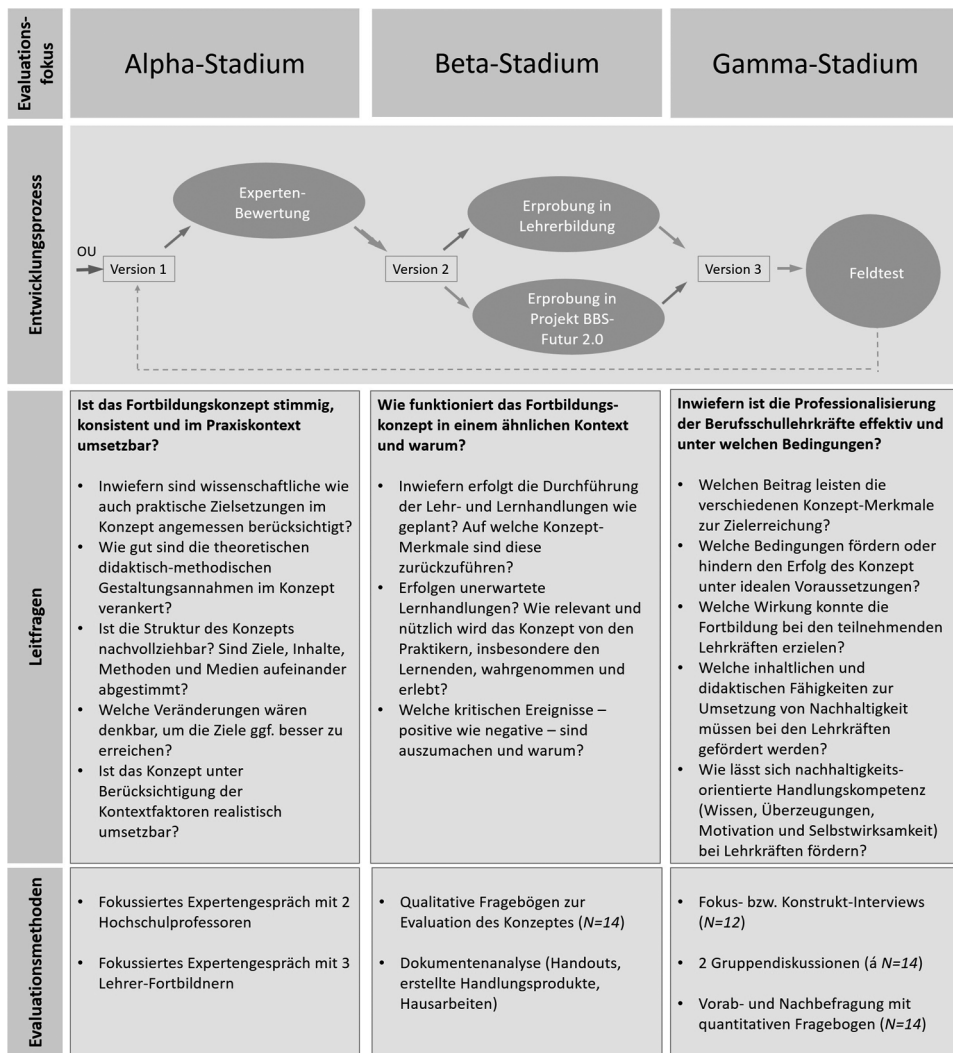 Evaluations-
fokus
Alpha-Stadium
Beta-Stadium
Gamma-Stadium
Entwicklungsprozess
OU
Version 1
Experten-
Bewertung
Version 2
Erprobung in
Lehrerbildung
Erprobung in
Projekt BBS-
Futur 2.0
Version 3
Feldtest
Leitfragen
Ist das Fortbildungskonzept stimmig,
konsistent und im Praxiskontext
umsetzbar?
• Inwiefern sind wissenschaftliche wie
auch praktische Zielsetzungen im
Konzept angemessen berücksichtigt?
• Wie gut sind die theoretischen
didaktisch-methodischen
Gestaltungsannahmen im Konzept
verankert?
• Ist die Struktur des Konzepts
nachvollziehbar? Sind Ziele, Inhalte,
Methoden und Medien aufeinander
abgestimmt?
• Welche Veränderungen wären
denkbar, um die Ziele ggf. besser zu
erreichen?
• Ist das Konzept unter
Berücksichtigung der
Kontextfaktoren realistisch
umsetzbar?
Wie funktioniert das Fortbildungs-
konzept in einem ähnlichen Kontext
und warum?
• Inwiefern erfolgt die Durchführung
der Lehr- und Lernhandlungen wie
geplant? Auf welche Konzept-
Merkmale sind diese
zurückzuführen?
• Erfolgen unerwartete
Lernhandlungen? Wie relevant und
nützlich wird das Konzept von den
Praktikern, insbesondere den
Lernenden, wahrgenommen und
erlebt?
• Welche kritischen Ereignisse –
positive wie negative – sind
auszumachen und warum?
Inwiefern ist die Professionalisierung
der Berufsschullehrkräfte effektiv und
unter welchen Bedingungen?
• Welchen Beitrag leisten die
verschiedenen Konzept-Merkmale
zur Zielerreichung?
• Welche Bedingungen fördern oder
hindern den Erfolg des Konzept
unter idealen Voraussetzungen?
• Welche Wirkung konnte die
Fortbildung bei den teilnehmenden
Lehrkräften erzielen?
• Welche inhaltlichen und
didaktischen Fähigkeiten zur
Umsetzung von Nachhaltigkeit
müssen bei den Lehrkräften
gefördert werden?
• Wie lässt sich nachhaltigkeits-
orientierte Handlungskompetenz
(Wissen, Überzeugungen,
Motivation und Selbstwirksamkeit)
bei Lehrkräften fördern?
Evaluationsmethoden
• Fokussiertes Expertengespräch mit 2
Hochschulprofessoren
• Fokussiertes Expertengespräch mit 3
Lehrer-Fortbildnern
• Qualitative Fragebögen zur
Evaluation des Konzeptes (N=14)
• Dokumentenanalyse (Handouts,
erstellte Handlungsprodukte,
Hausarbeiten)
• Fokus- bzw. Konstrukt-Interviews
(N=12)
• 2 Gruppendiskussionen (á N=14)
• Vorab- und Nachbefragung mit
quantitativen Fragebogen (N=14)